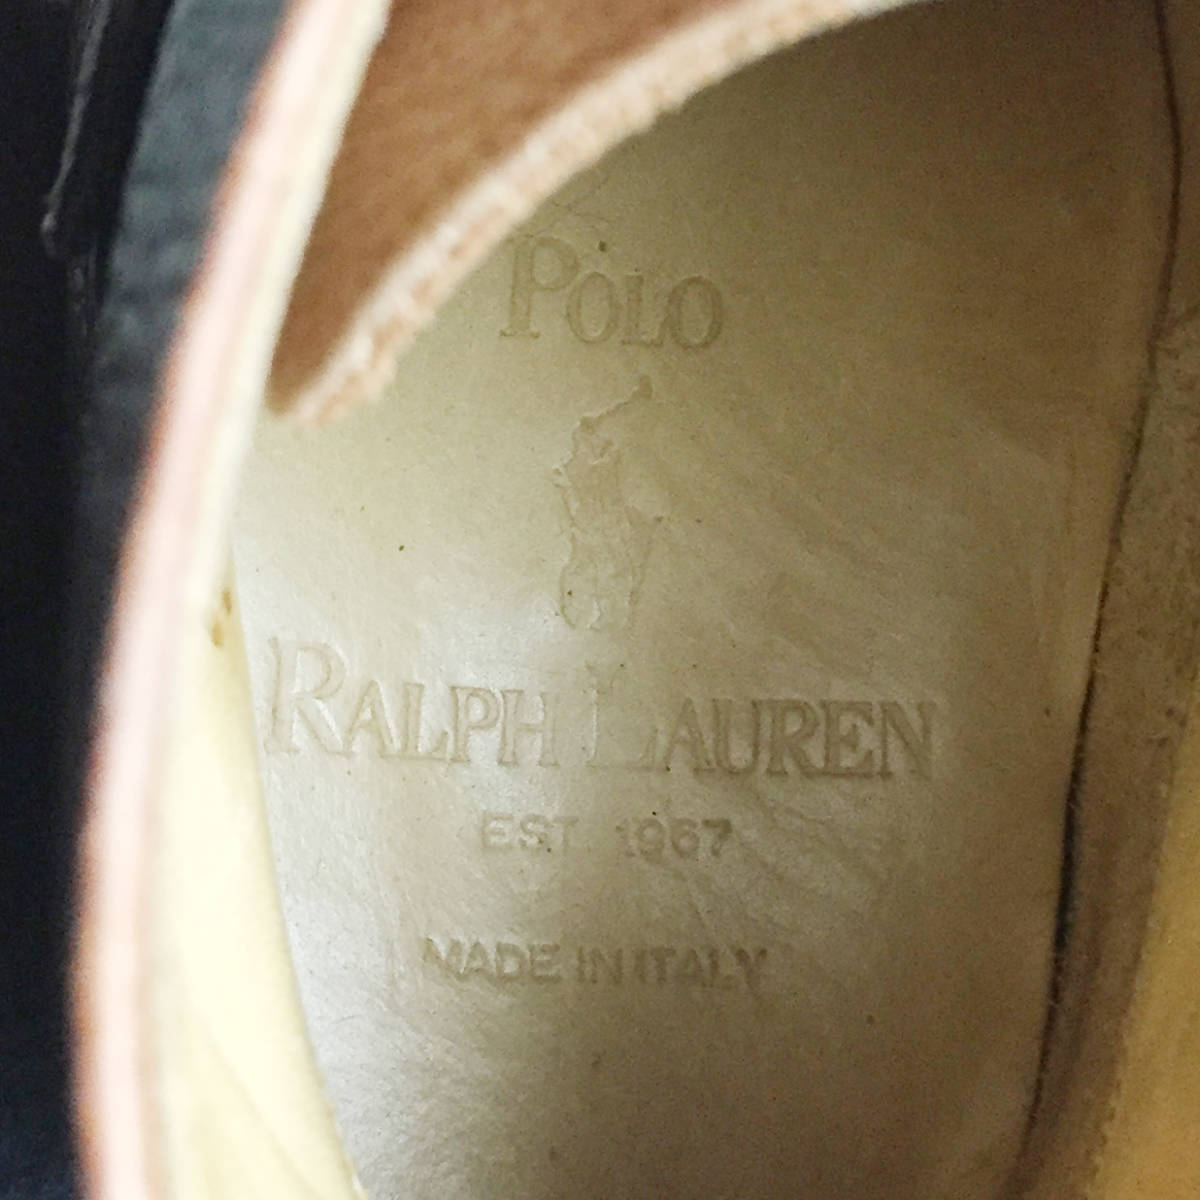 POLO
RALPH LAUREN
EST. 1967
MADE IN ITALY